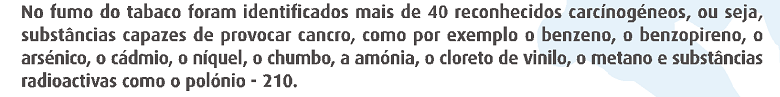 No fumo do tabaco foram identificados mais de 40 reconhecidos carcínogéneos, ou seja,
substâncias capazes de provocar cancro, como por exemplo o benzeno, o benzopireno, o
arsénico, o cádmio, o níquel, o chumbo, a amónia, o cloreto de vinilo, o metano e substâncias
radioactivas como o polónio - 210.